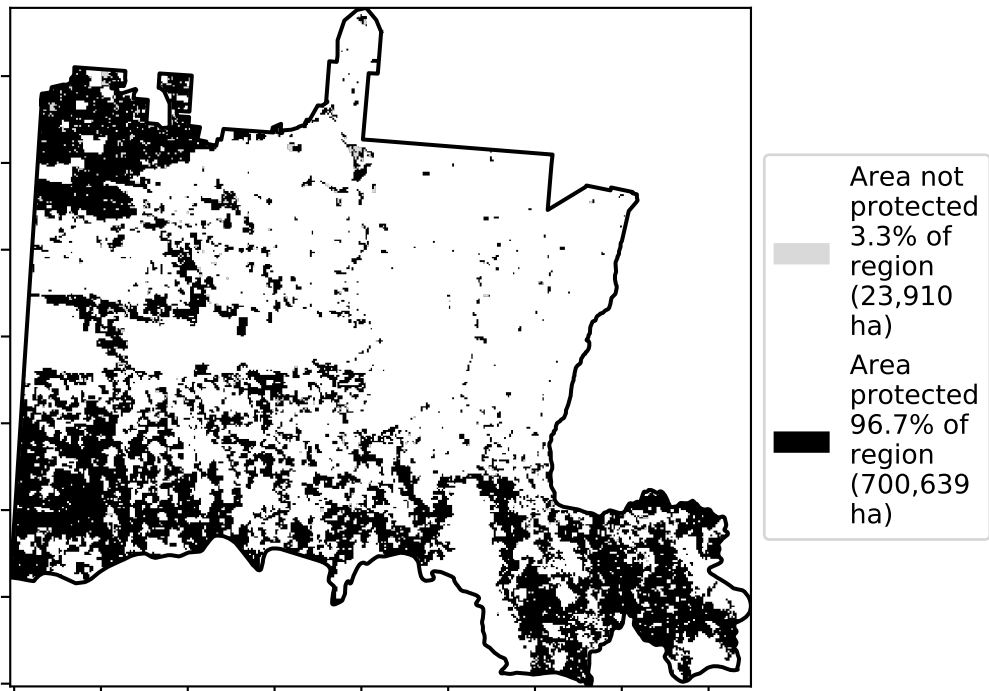 Area not
protected
3.3% of
region
(23,910
ha)
Area
protected
96.7% of
region
(700,639
ha)